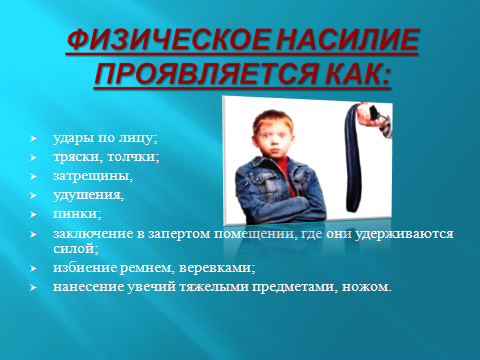 ФИЗИЧЕСКОЕ НАСИЛИЕ
ПРОЯВЛЯЕТСЯ КАК:
удары по лицу;
тряски, толчки;
затрещины,
удушения,
пинки;
заключение в запертом помещении, где они удерживаются
силой;
избиение ремнем, веревками;
нанесение увечий тяжелыми предметами, ножом.